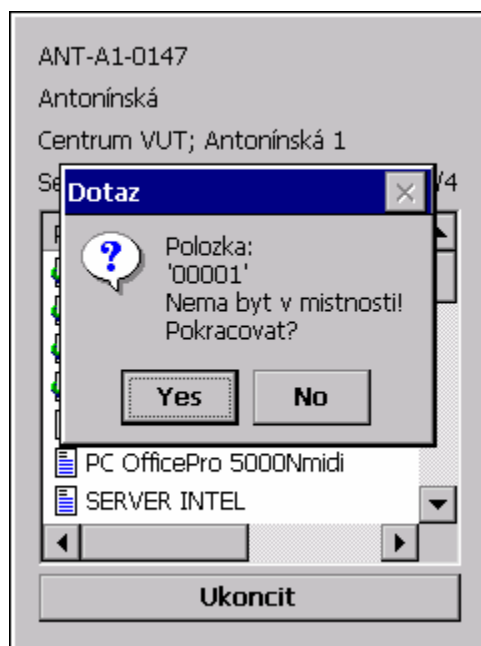 ANT-A1-0147
Antonínská
Centrum VUT; Antonínská 1
/4
Dotaz
Polozka:
'00001'
Nema byt v mistnosti!
Pokracovat?
Yes
No
PC OfficePro 5000Nmidi
SERVER INTEL
Ukoncit